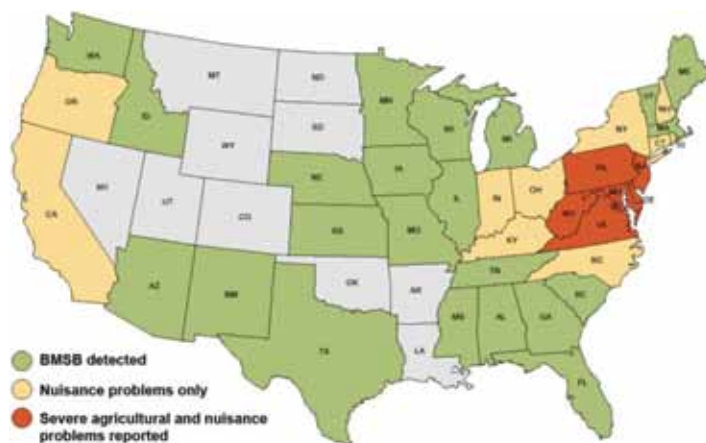 WA
MT
ND
MN
ME
OR
ID
SD
WI
MI
VT
NH
NY
MA
CT
WY
NE
IA
PA
NV
UT
CO
KS
MO
IL
IN
OH
WV
VA
DE
KY
CA
AZ
NM
OK
AR
TN
NC
SC
MS
AL
GA
TX
LA
FL
BMSB detected
Nuisance problems only
Severe agricultural and nuisance
problems reported